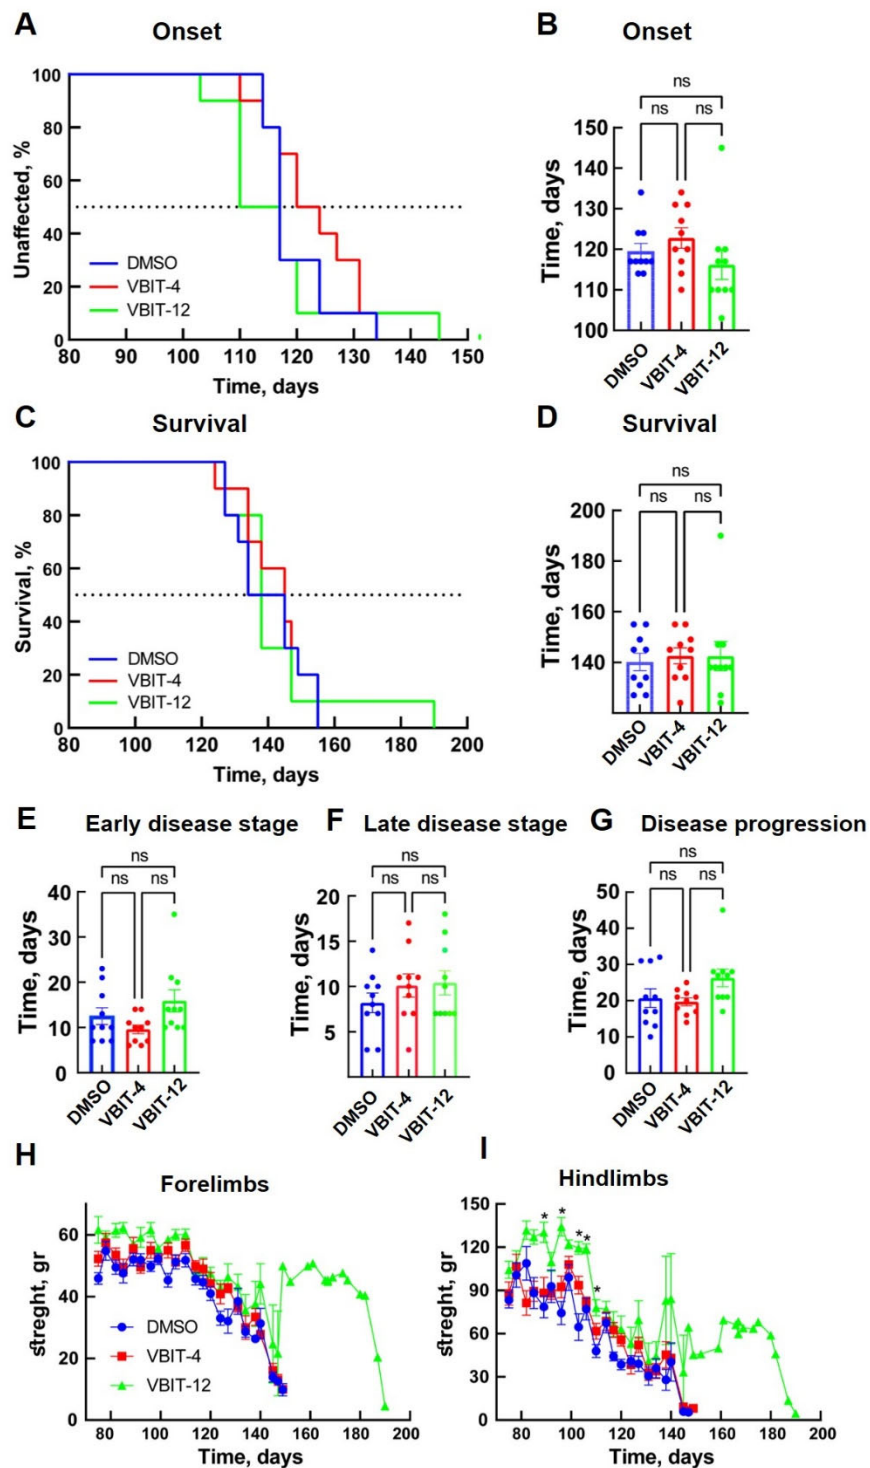 A Onset
Unaffected, %
100
80
60
40
20
0
DMSO
VBIT-4
VBIT-12
80 90 100 110 120 130 140 150
Time, days
B Onset
ns
ns ns
Time, days
150
140
130
120
110
100
DMSO VBIT-4 VBIT-12
C Survival
Survival, %
100
80
60
40
20
0
DMSO
VBIT-4
VBIT-12
80 100 120 140 160 180 200
Time, days
D Survival
ns
ns ns
Time, days
200
180
160
140
DMSO VBIT-4 VBIT-12
E Early disease stage
ns
ns ns
Time, days
40
30
20
10
0
DMSO VBIT-4 VBIT-12
F Late disease stage
ns
ns ns
Time, days
20
15
10
5
DMSO VBIT-4 VBIT-12
G Disease progression
ns
ns ns
Time, days
50
40
30
20
10
0
DMSO VBIT-4 VBIT-12
H Forelimbs
streght, gr
60
40
20
0
DMSO
VBIT-4
VBIT-12
80 100 120 140 160 180 200
Time, days
I Hindlimbs
streght, gr
150
120
90
60
30
0
* * * * *
80 100 120 140 160 180 200
Time, days